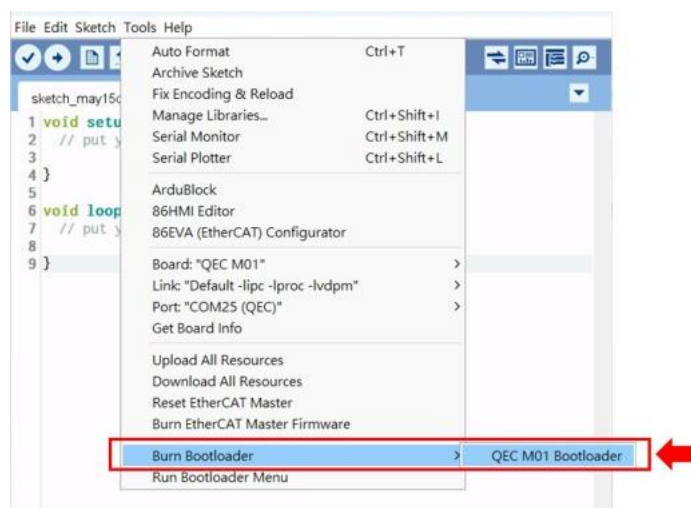 File Edit Sketch Tools Help
Auto Format Ctrl+T
Archive Sketch
Fix Encoding & Reload
Manage Libraries... Ctrl+Shift+I
Serial Monitor Ctrl+Shift+M
Serial Plotter Ctrl+Shift+L
ArduBlock
86HMI Editor
86EVA (EtherCAT) Configurator
Board: "QEC M01" >
Link: "Default -lipc -lproc -lvdpm" >
Port: "COM25 (QEC)" >
Get Board Info
Upload All Resources
Download All Resources
Reset EtherCAT Master
Burn EtherCAT Master Firmware
Burn Bootloader > QEC M01 Bootloader
Run Bootloader Menu
sketch_may15
1 void setu
2 // put y
3
4 }
5
6 void loop
7 // put y
8
9 }